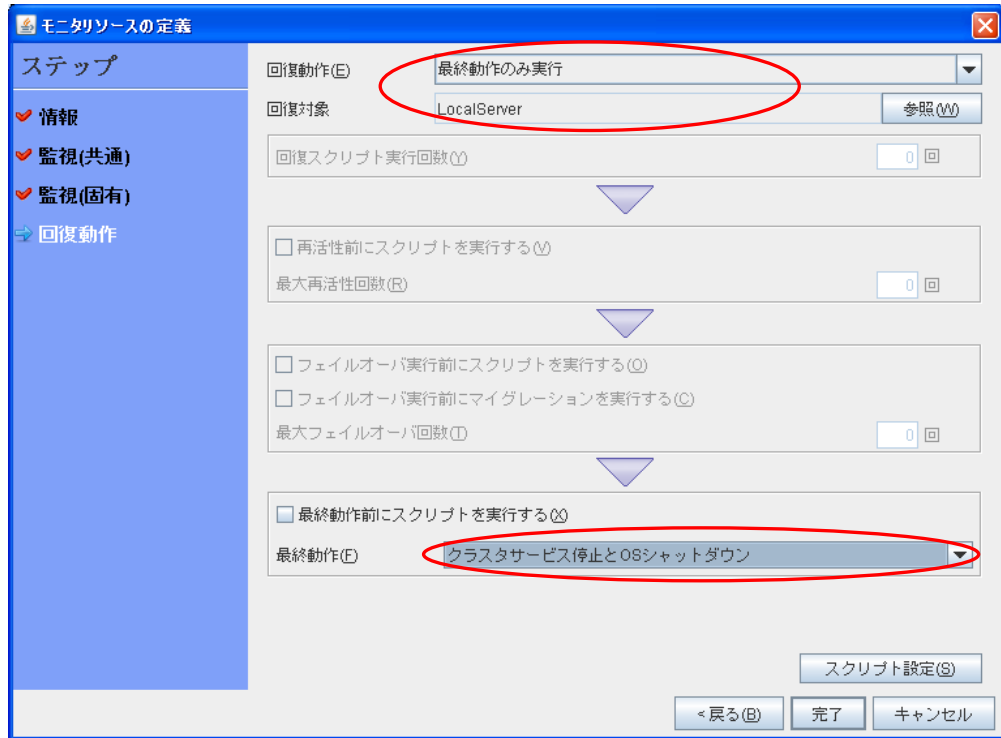 モニタリソースの定義
ステップ
情報
監視(共通)
監視(固有)
回復動作
回復動作(E) 最終動作のみ実行
回復対象 LocalServer 参照(W)
回復スクリプト実行回数(Y) 0 回
再活性前にスクリプトを実行する(V)
最大再活性回数(R) 0 回
フェイルオーバ実行前にスクリプトを実行する(O)
フェイルオーバ実行前にマイグレーションを実行する(C)
最大フェイルオーバ回数(T) 0 回
最終動作前にスクリプトを実行する(X)
最終動作(F) クラスタサービス停止とOSシャットダウン
スクリプト設定(S)
<戻る(B) 完了 キャンセル